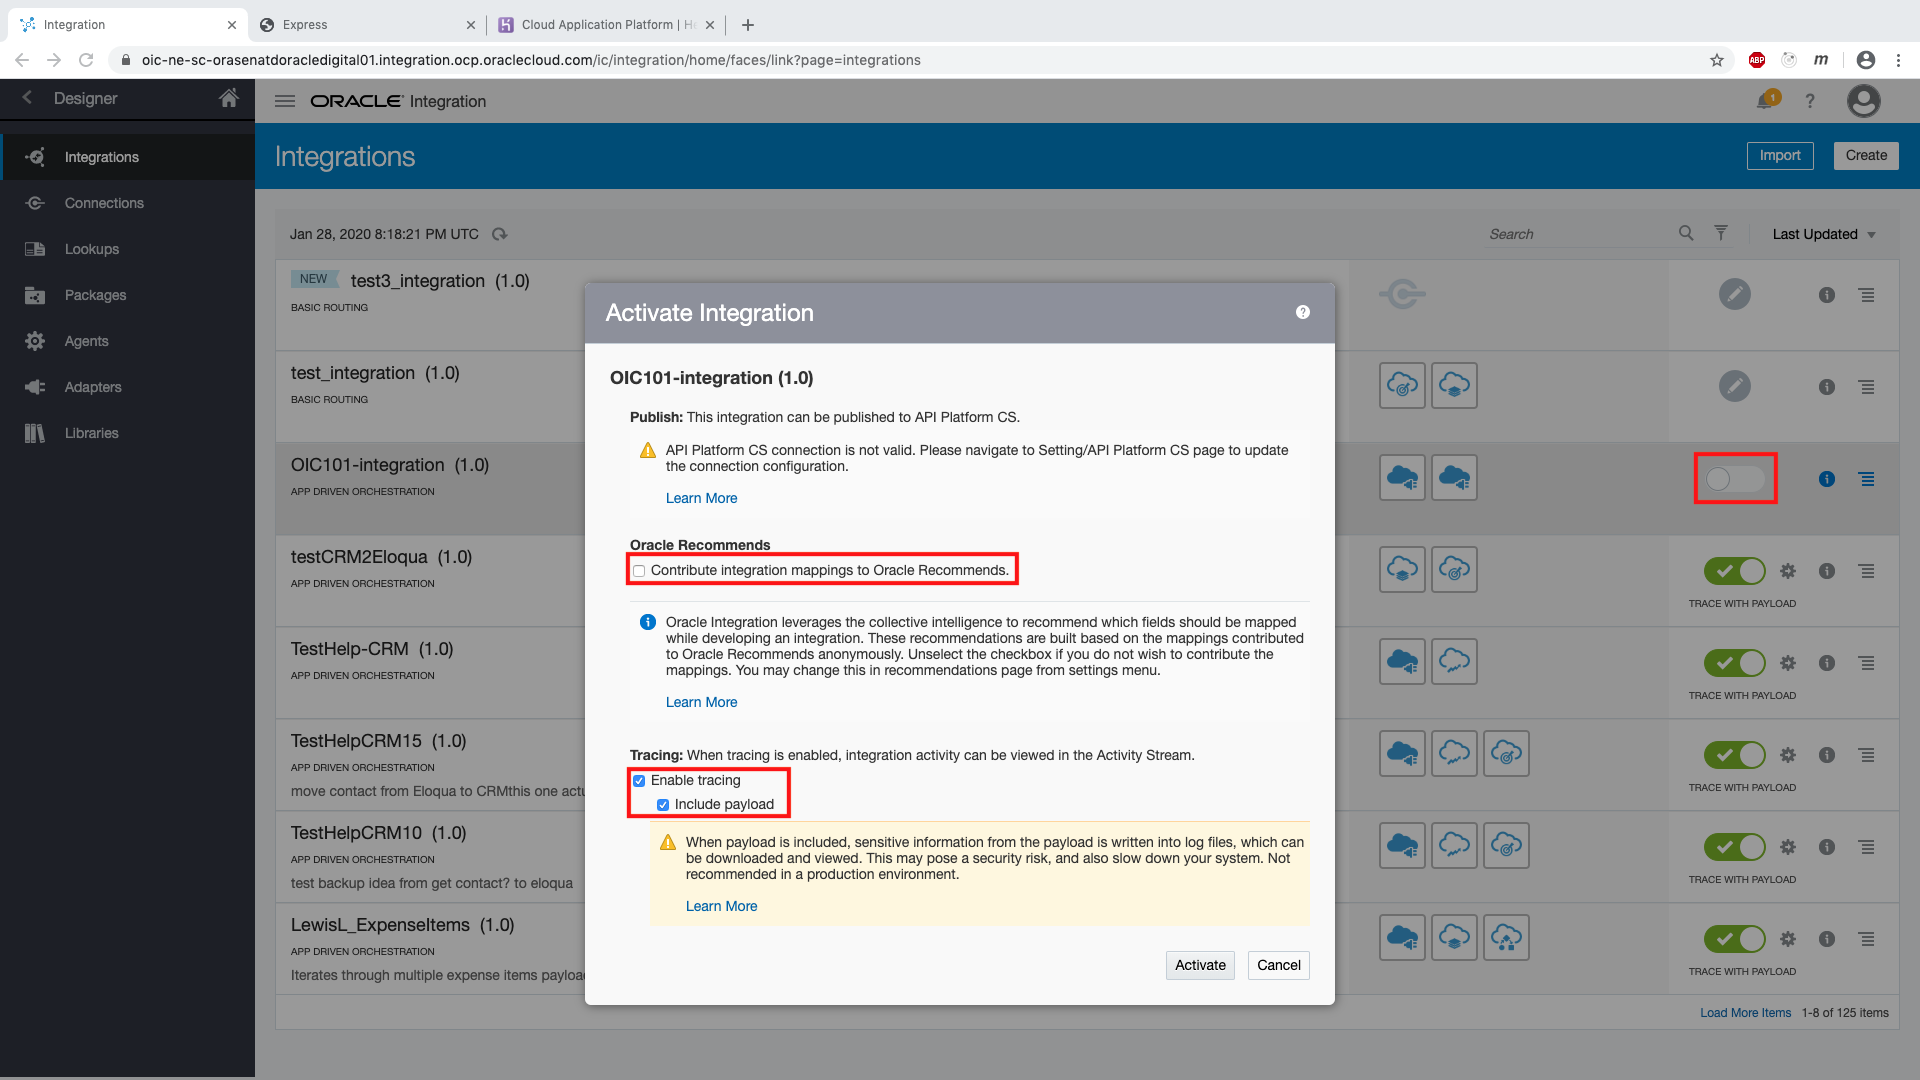 Integration
Express
Cloud Application Platform | H
oic-ne-sc-orasenatdoracledigital01.integration.ocp.oraclecloud.com/ic/integration/home/faces/link?page=integrations
ABP
m
Designer
ORACLE Integration
1
?
Integrations
Connections
Lookups
Packages
Agents
Adapters
Libraries
Integrations
Import
Create
Jan 28, 2020 8:18:21 PM UTC
Search
Last Updated
NEW test3_integration (1.0)
BASIC ROUTING
test_integration (1.0)
BASIC ROUTING
OIC101-integration (1.0)
APP DRIVEN ORCHESTRATION
testCRM2Eloqua (1.0)
APP DRIVEN ORCHESTRATION
TRACE WITH PAYLOAD
TestHelp-CRM (1.0)
APP DRIVEN ORCHESTRATION
TRACE WITH PAYLOAD
TestHelpCRM15 (1.0)
APP DRIVEN ORCHESTRATION
move contact from Eloqua to CRMthis one actu
TRACE WITH PAYLOAD
TestHelpCRM10 (1.0)
APP DRIVEN ORCHESTRATION
test backup idea from get contact? to eloqua
TRACE WITH PAYLOAD
LewisL_ExpenseItems (1.0)
APP DRIVEN ORCHESTRATION
Iterates through multiple expense items payloa
TRACE WITH PAYLOAD
Load More Items 1-8 of 125 items
Activate Integration
?
OIC101-integration (1.0)
Publish: This integration can be published to API Platform CS.
API Platform CS connection is not valid. Please navigate to Setting/API Platform CS page to update
the connection configuration.
Learn More
Oracle Recommends
Contribute integration mappings to Oracle Recommends.
Oracle Integration leverages the collective intelligence to recommend which fields should be mapped
while developing an integration. These recommendations are built based on the mappings contributed
to Oracle Recommends anonymously. Unselect the checkbox if you do not wish to contribute the
mappings. You may change this in recommendations page from settings menu.
Learn More
Tracing: When tracing is enabled, integration activity can be viewed in the Activity Stream.
Enable tracing
Include payload
When payload is included, sensitive information from the payload is written into log files, which can
be downloaded and viewed. This may pose a security risk, and also slow down your system. Not
recommended in a production environment.
Learn More
Activate
Cancel